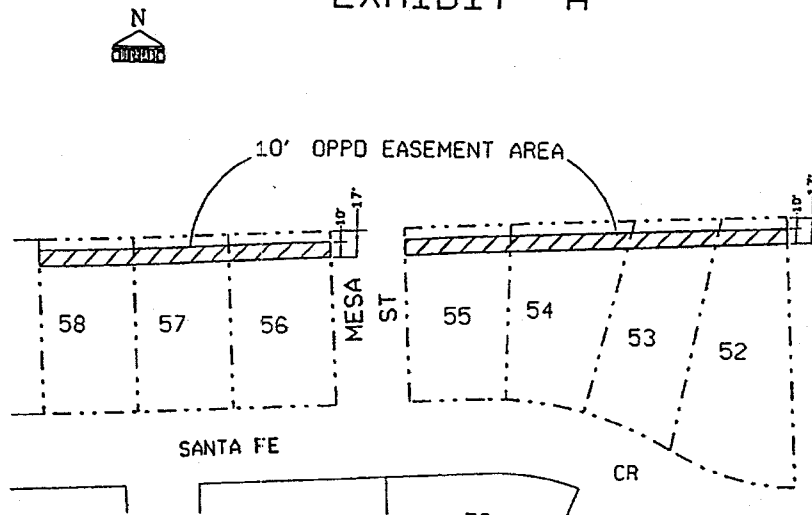 EXHIBIT "A"
N
10' OPPD EASEMENT AREA
10'
17'
10'
17'
58
57
56
MESA
ST
55
54
53
52
SANTA FE
CR